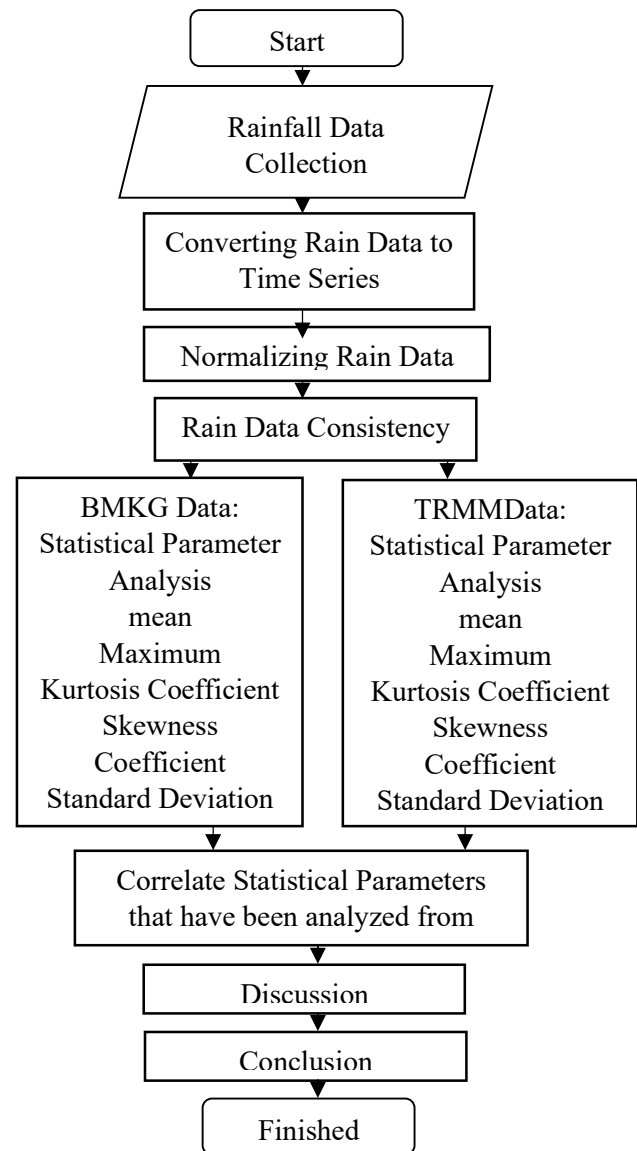 Start
Rainfall Data
Collection
Converting Rain Data to
Time Series
Normalizing Rain Data
Rain Data Consistency
BMKG Data:
Statistical Parameter
Analysis
mean
Maximum
Kurtosis Coefficient
Skewness
Coefficient
Standard Deviation
TRMMData:
Statistical Parameter
Analysis
mean
Maximum
Kurtosis Coefficient
Skewness
Coefficient
Standard Deviation
Correlate Statistical Parameters
that have been analyzed from
Discussion
Conclusion
Finished